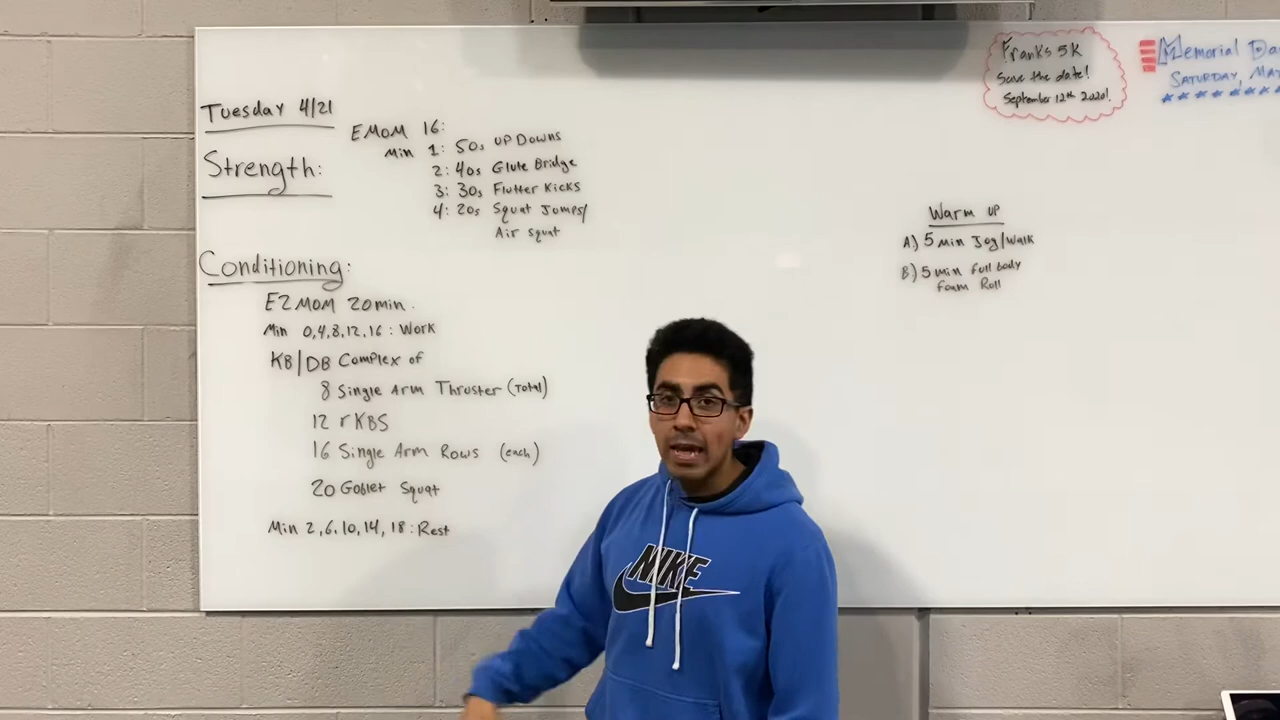 Tuesday 4/21
Strength:
EMOM 16:
Min 1: 50s UP Downs
2: 40s Glute Bridge
3: 30s Flutter Kicks
4: 20s Squat Jumps/
Air squat
Conditioning:
E2MOM 20min.
Min 0,4,8,12,16: Work
KB/DB Complex of
8 Single Arm Thruster (Total)
12 rKBS
16 Single Arm Rows (each)
20 Goblet Squat
Min 2,6,10,14,18: Rest
Warm up
A) 5 min Jog/Walk
B) 5 min full body
foam Roll
Frank's 5K
Save the date!
September 12th 2020!
Memorial Da
SATURDAY, MA
NIKE